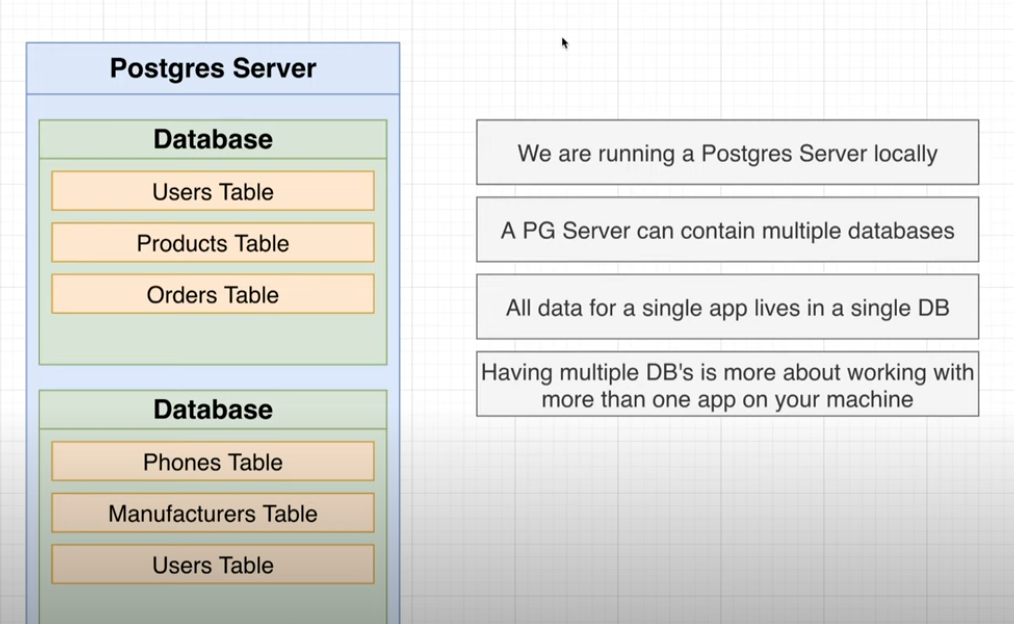 Postgres Server
Database
Users Table
Products Table
Orders Table
Database
Phones Table
Manufacturers Table
Users Table
We are running a Postgres Server locally
A PG Server can contain multiple databases
All data for a single app lives in a single DB
Having multiple DB's is more about working with
more than one app on your machine